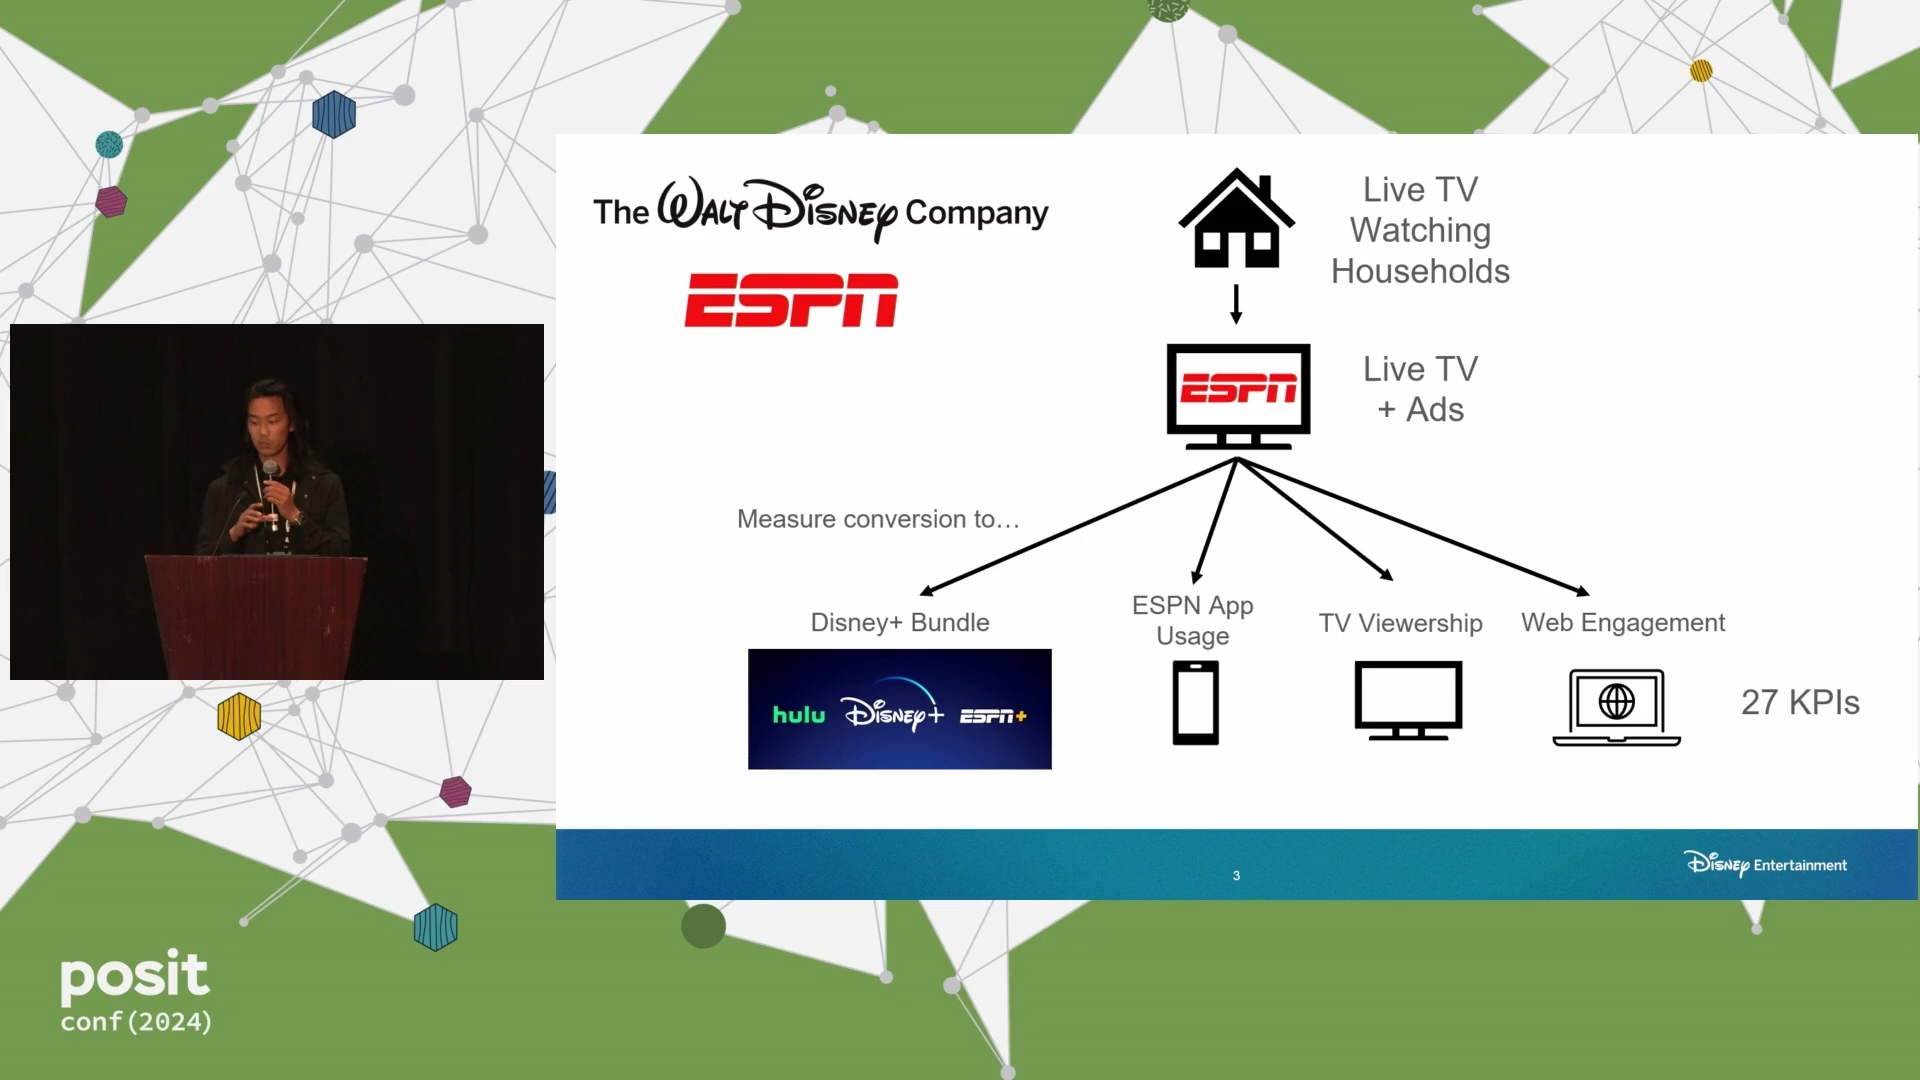 The Walt Disney Company
ESPN
Live TV
Watching
Households
ESPN
Live TV
+ Ads
Measure conversion to…
Disney+ Bundle
ESPN App
Usage
TV Viewership
Web Engagement
hulu Disney+ ESPN+
27 KPIs
3
Disney Entertainment
posit
conf(2024)